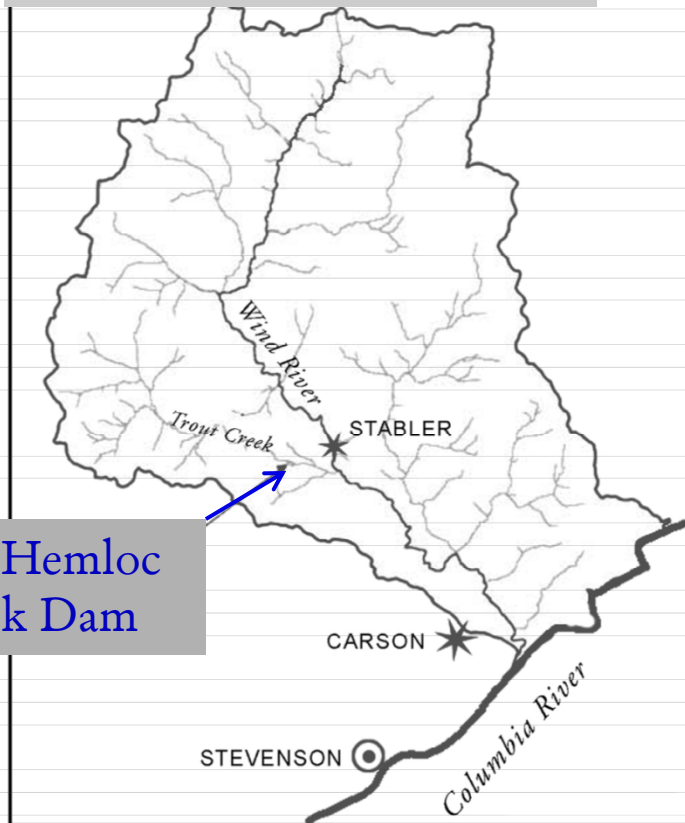 Wind River
STABLER
Trout Creek
Hemloc
k Dam
CARSON
Columbia River
STEVENSON